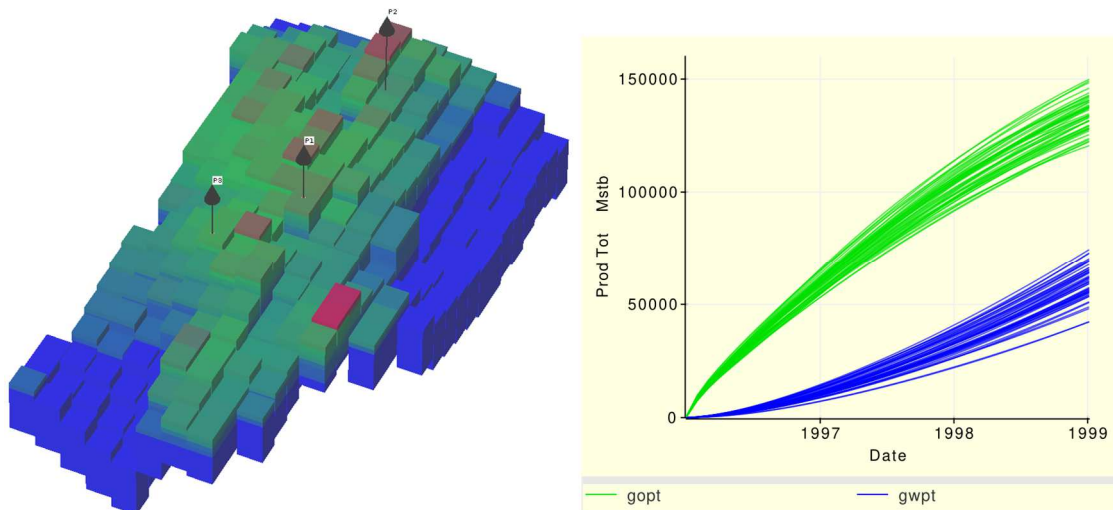 P2
P1
P3
150000
100000
50000
0
Prod Tot Mstb
1997
1998
1999
Date
gopt
gwpt